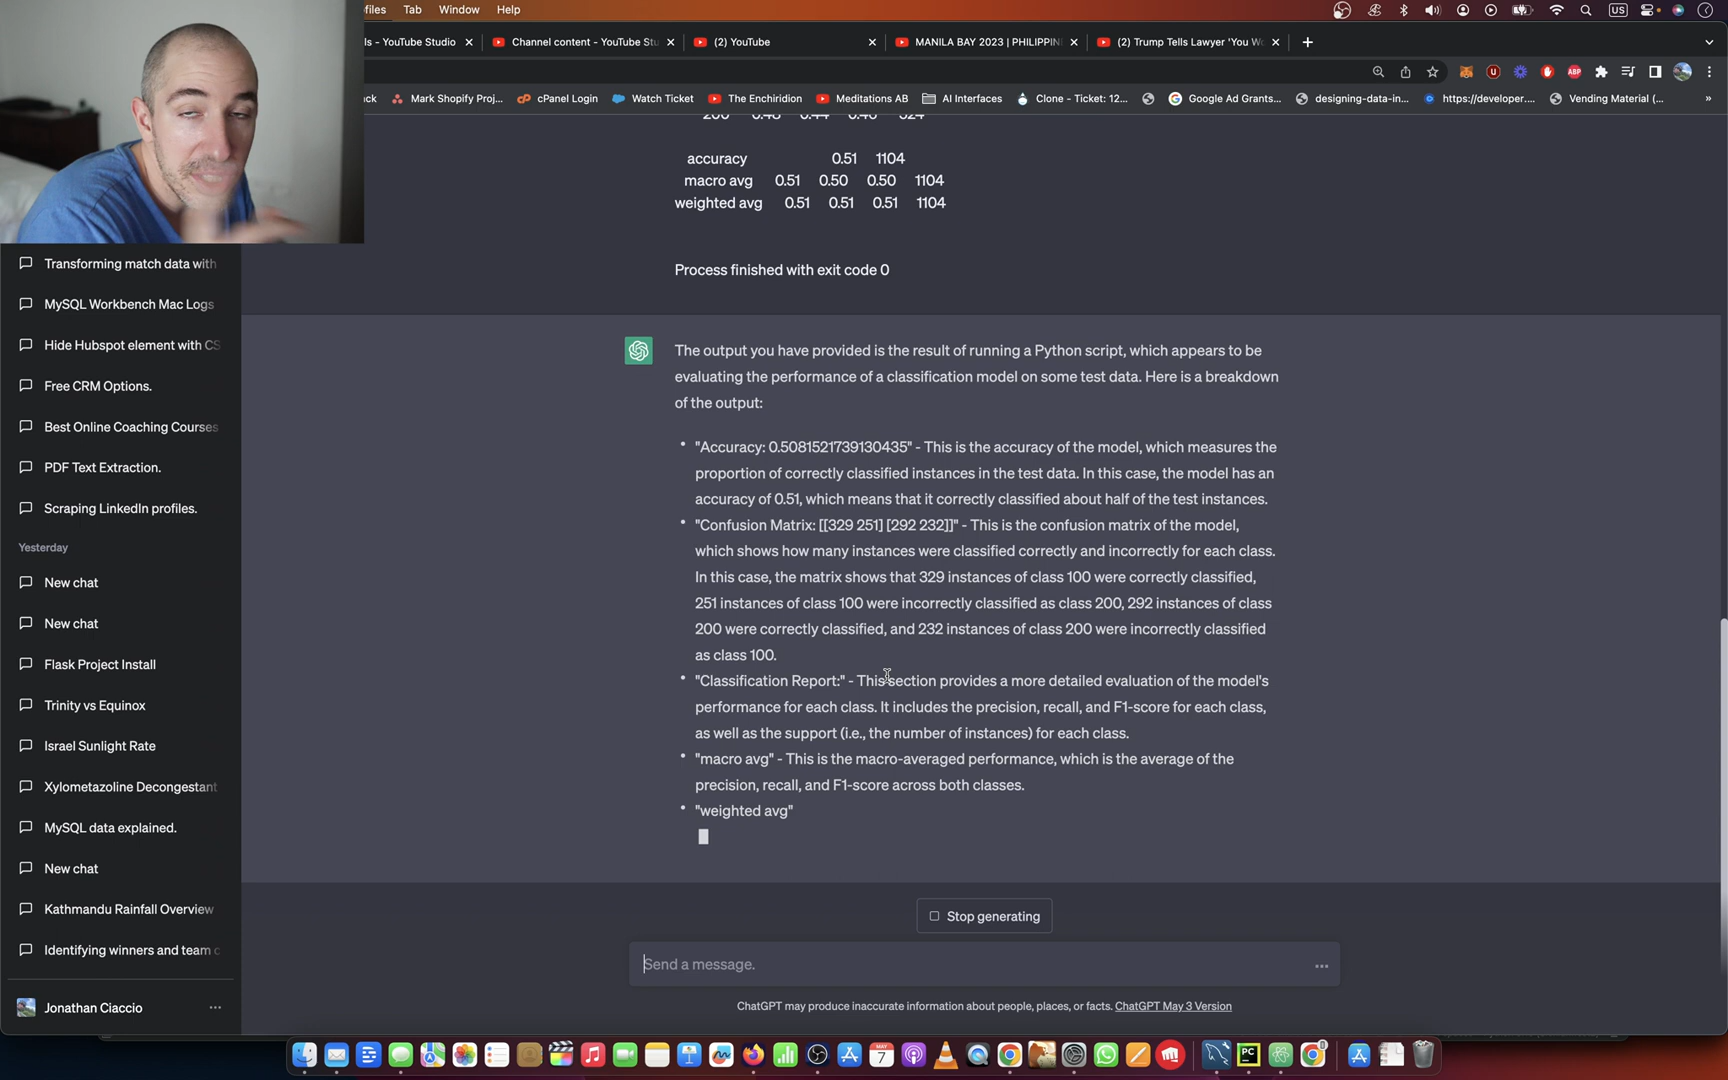 files Tab Window Help
US
ls - YouTube Studio
Channel content - YouTube Stu
(2) YouTube
MANILA BAY 2023 | PHILIPPIN
(2) Trump Tells Lawyer 'You W
ck
Mark Shopify Proj...
cPanel Login
Watch Ticket
The Enchiridion
Meditations AB
AI Interfaces
Clone - Ticket: 12...
Google Ad Grants...
designing-data-in...
https://developer....
Vending Material (...
»
200 0.48 0.44 0.46 524
accuracy 0.51 1104
macro avg 0.51 0.50 0.50 1104
weighted avg 0.51 0.51 0.51 1104
Process finished with exit code 0
Transforming match data with
MySQL Workbench Mac Logs
Hide Hubspot element with CS
Free CRM Options.
Best Online Coaching Courses
PDF Text Extraction.
Scraping LinkedIn profiles.
Yesterday
New chat
New chat
Flask Project Install
Trinity vs Equinox
Israel Sunlight Rate
Xylometazoline Decongestant
MySQL data explained.
New chat
Kathmandu Rainfall Overview
Identifying winners and team c
Jonathan Ciaccio
The output you have provided is the result of running a Python script, which appears to be
evaluating the performance of a classification model on some test data. Here is a breakdown
of the output:
• "Accuracy: 0.5081521739130435" - This is the accuracy of the model, which measures the
proportion of correctly classified instances in the test data. In this case, the model has an
accuracy of 0.51, which means that it correctly classified about half of the test instances.
• "Confusion Matrix: [[329 251] [292 232]]" - This is the confusion matrix of the model,
which shows how many instances were classified correctly and incorrectly for each class.
In this case, the matrix shows that 329 instances of class 100 were correctly classified,
251 instances of class 100 were incorrectly classified as class 200, 292 instances of class
200 were correctly classified, and 232 instances of class 200 were incorrectly classified
as class 100.
• "Classification Report:" - This section provides a more detailed evaluation of the model's
performance for each class. It includes the precision, recall, and F1-score for each class,
as well as the support (i.e., the number of instances) for each class.
• "macro avg" - This is the macro-averaged performance, which is the average of the
precision, recall, and F1-score across both classes.
• "weighted avg"
Stop generating
Send a message.
ChatGPT may produce inaccurate information about people, places, or facts. ChatGPT May 3 Version
ABP
MAY
7
PC